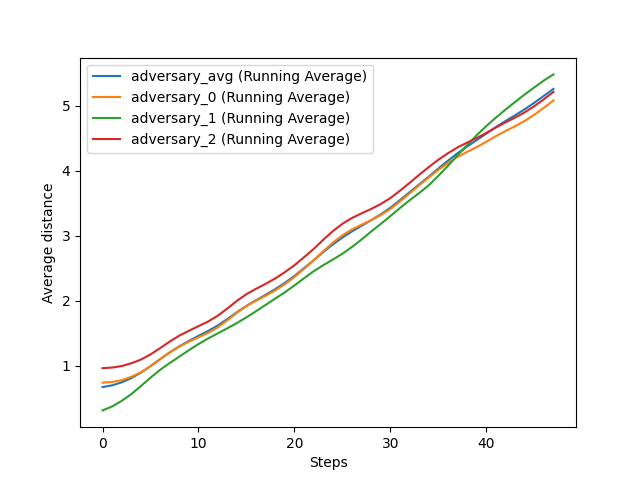 adversary_avg (Running Average)
adversary_0 (Running Average)
adversary_1 (Running Average)
adversary_2 (Running Average)
5
4
3
2
1
Average distance
0
10
20
30
40
Steps